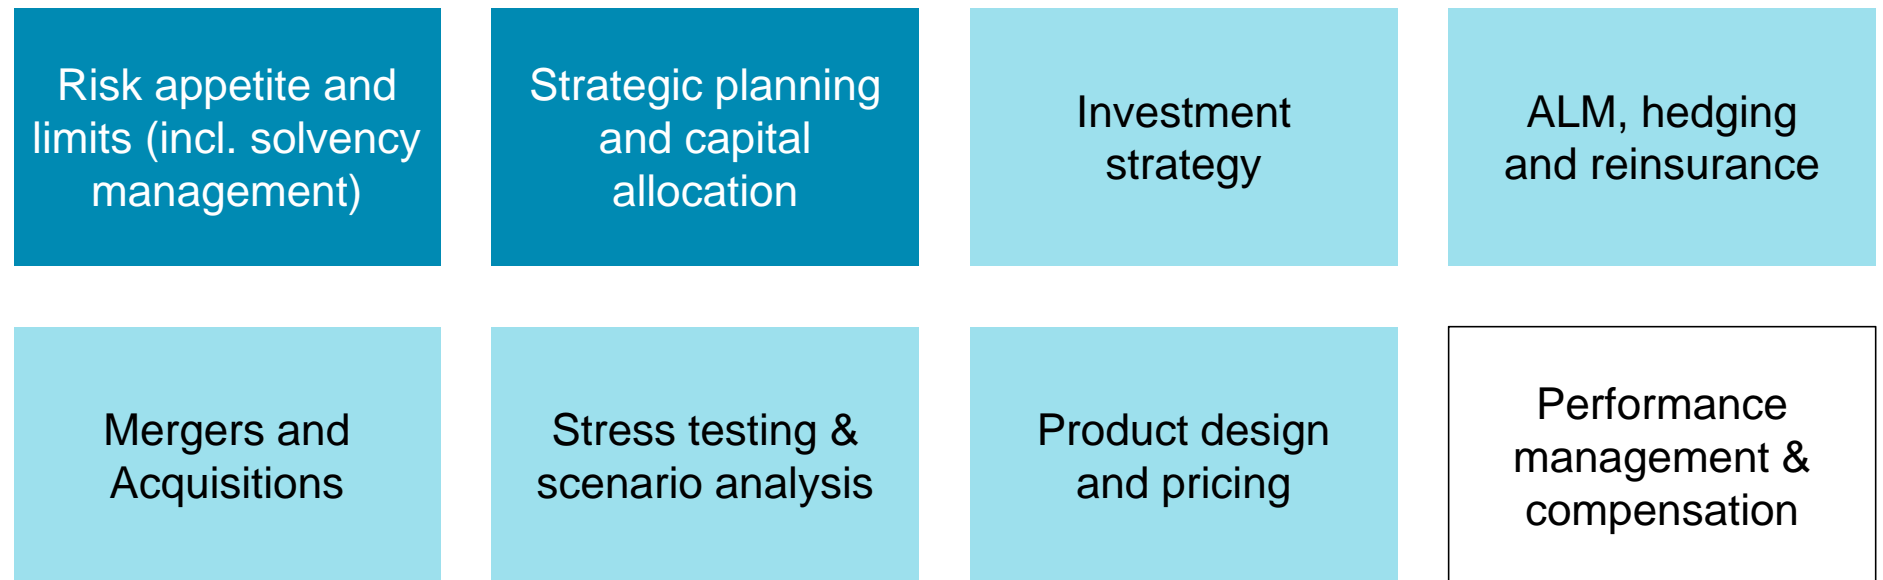 Risk appetite and
limits (incl. solvency
management)
Strategic planning
and capital
allocation
Investment
strategy
ALM, hedging
and reinsurance
Mergers and
Acquisitions
Stress testing &
scenario analysis
Product design
and pricing
Performance
management &
compensation